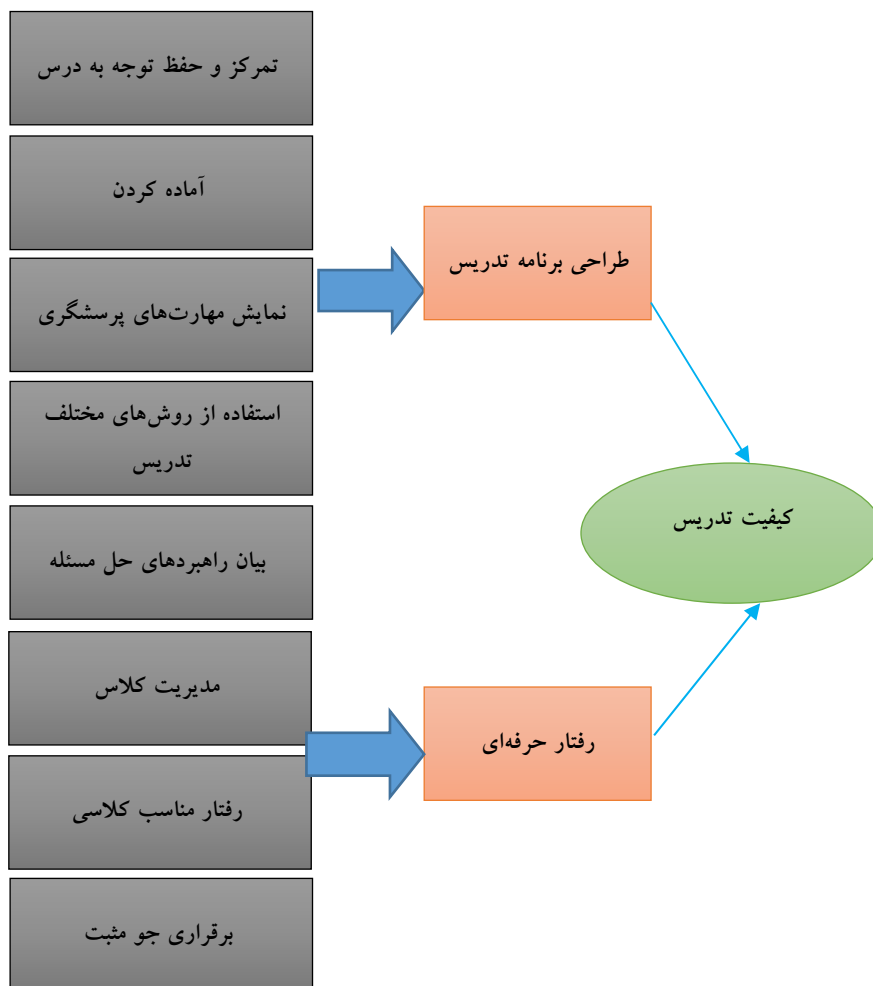 تمرکز و حفظ توجه به درس
آماده کردن
نمایش مهارت‌های پرسشگری
استفاده از روش‌های مختلف
تدریس
بیان راهبردهای حل مسئله
مدیریت کلاس
رفتار مناسب کلاسی
برقراری جو مثبت
طراحی برنامه تدریس
رفتار حرفه‌ای
کیفیت تدریس